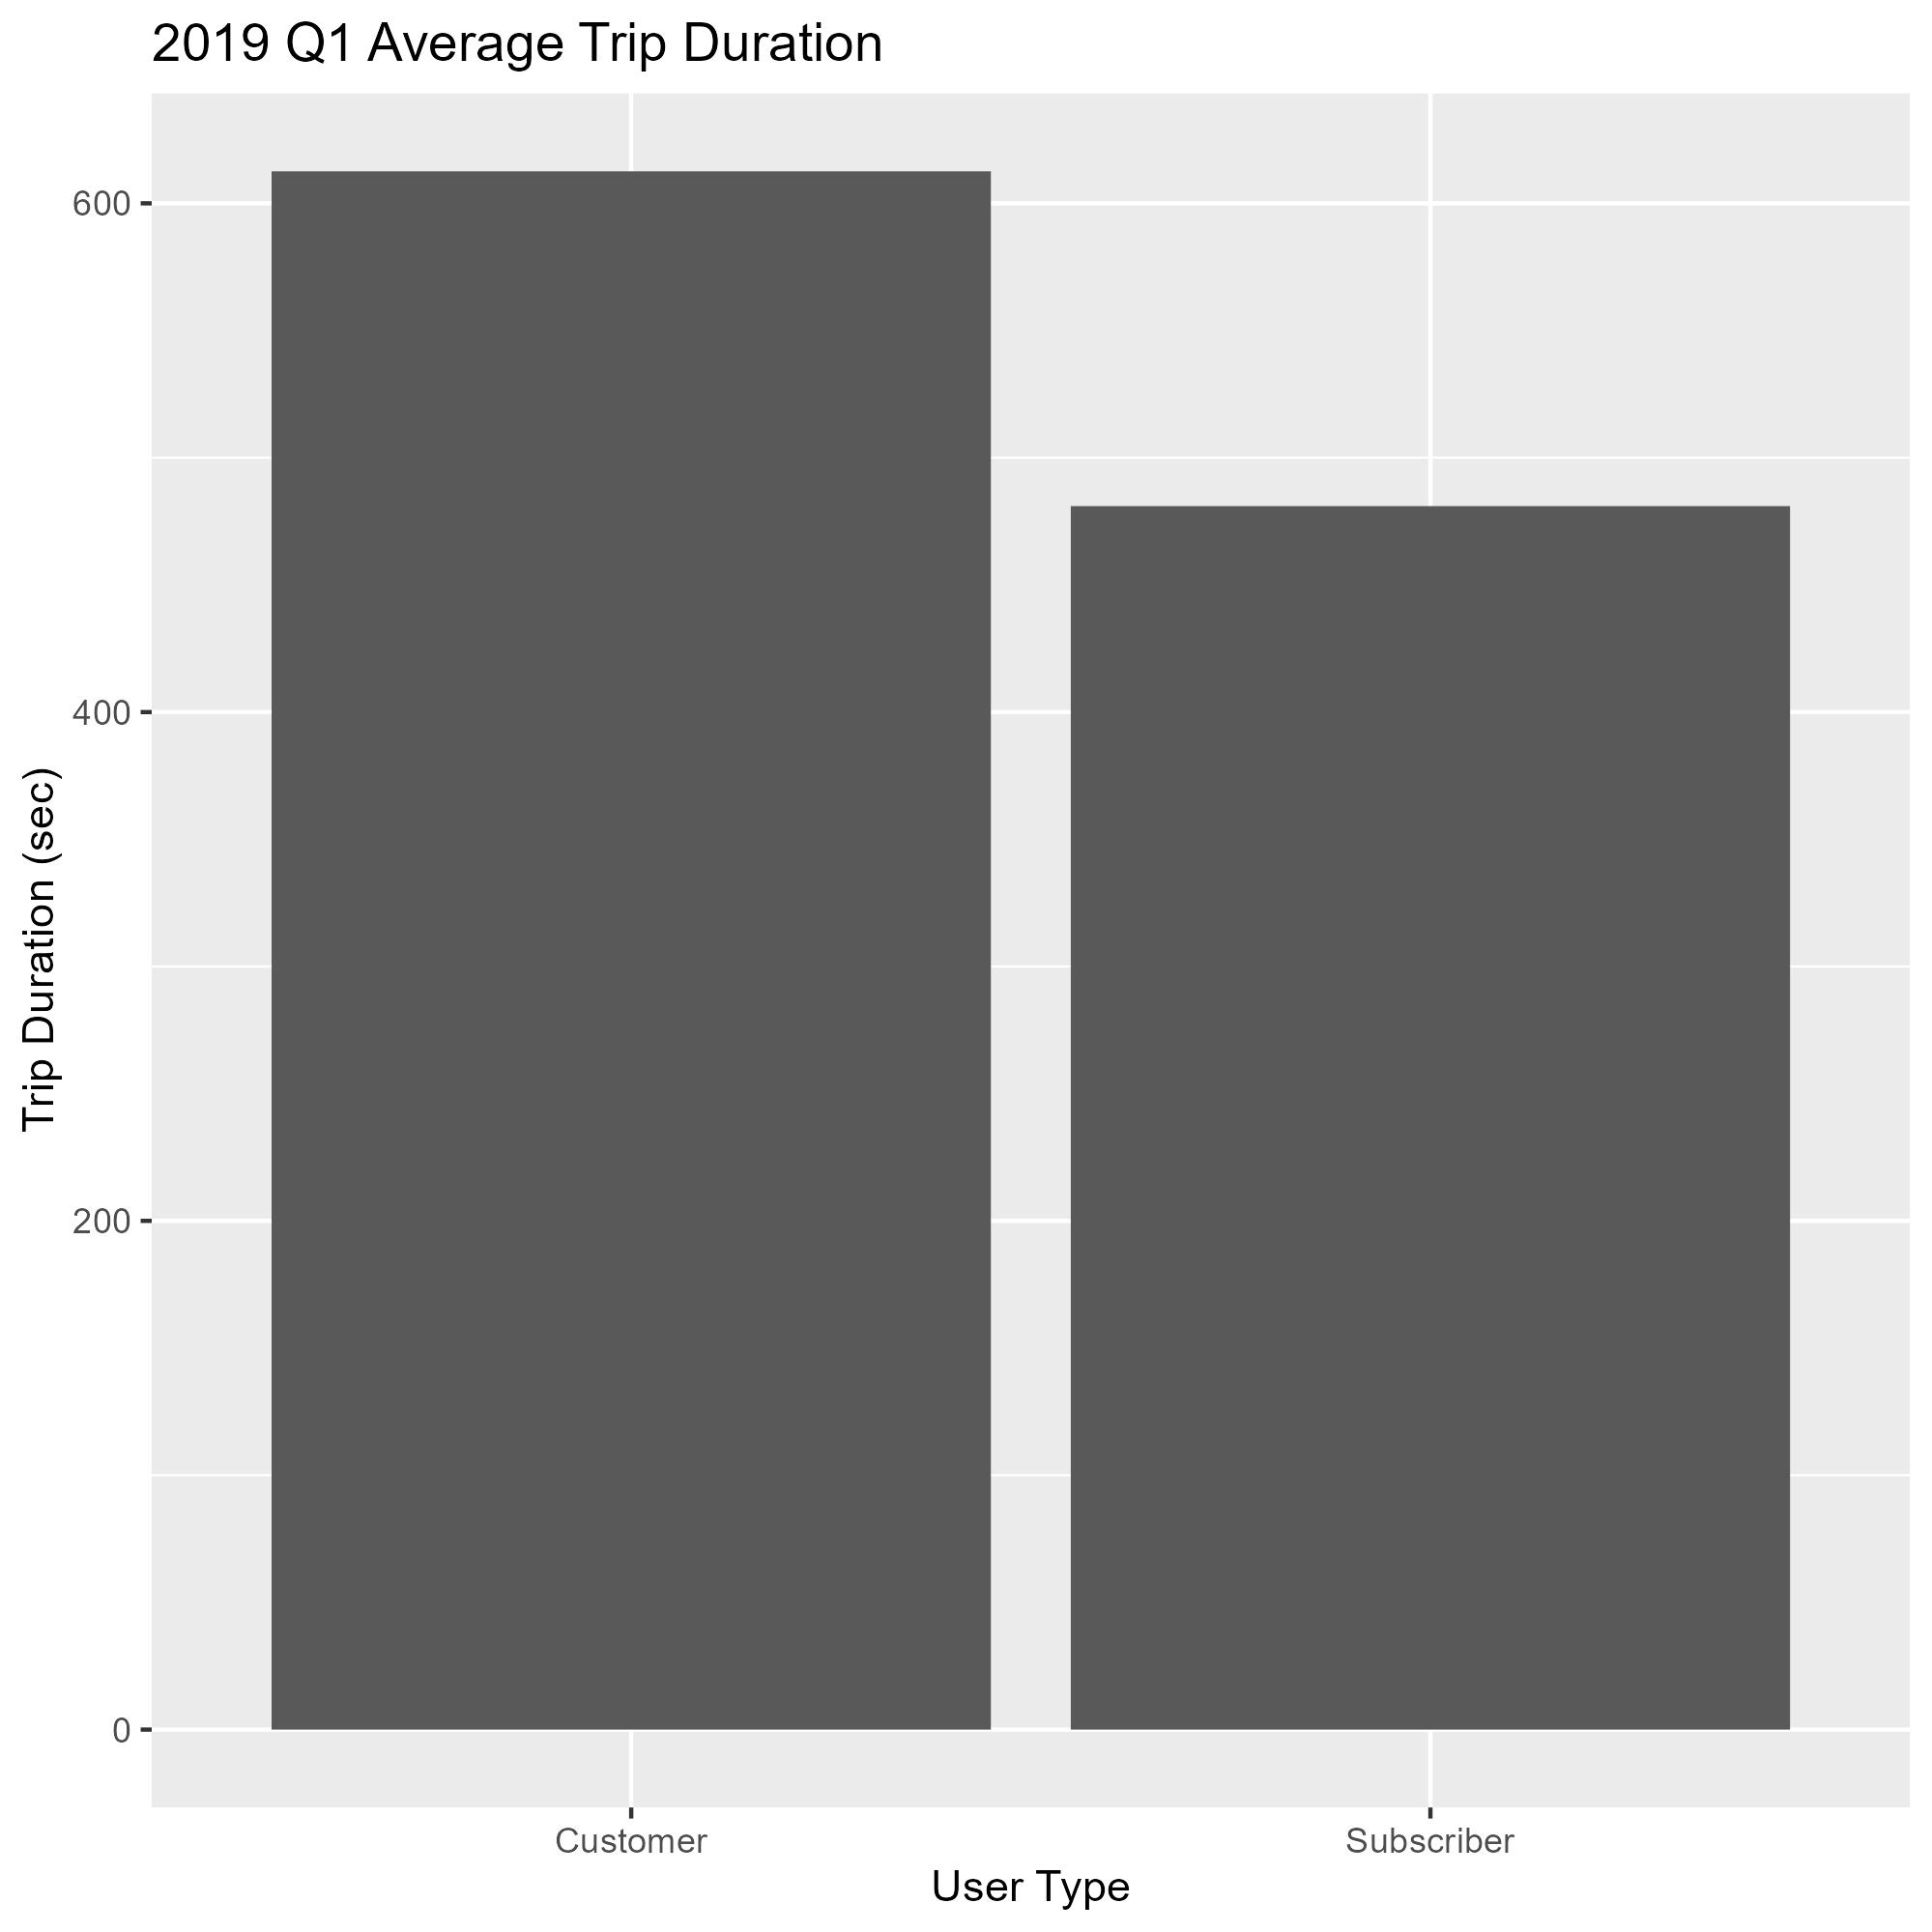 2019 Q1 Average Trip Duration
Trip Duration (sec)
600
400
200
0
Customer
Subscriber
User Type